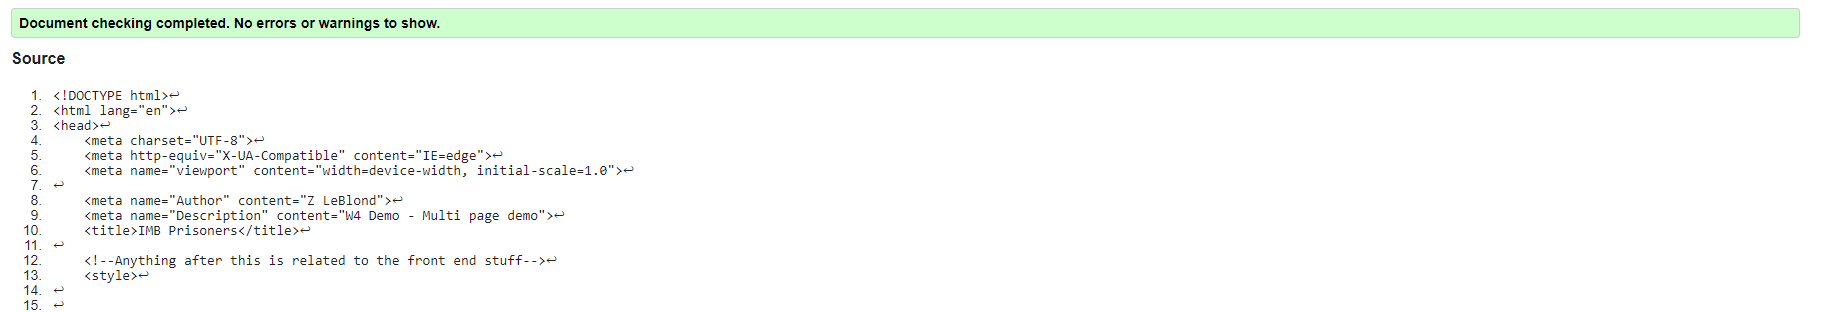 Document checking completed. No errors or warnings to show.
Source
1. <!DOCTYPE html>↩
2. <html lang="en">↩
3. <head>↩
4.     <meta charset="UTF-8">↩
5.     <meta http-equiv="X-UA-Compatible" content="IE=edge">↩
6.     <meta name="viewport" content="width=device-width, initial-scale=1.0">↩
7. ↩
8.     <meta name="Author" content="Z LeBlond">↩
9.     <meta name="Description" content="W4 Demo - Multi page demo">↩
10.     <title>IMB Prisoners</title>↩
11. ↩
12.     <!--Anything after this is related to the front end stuff-->↩
13.     <style>↩
14. ↩
15. ↩